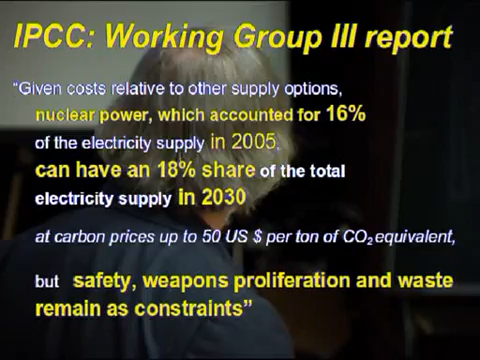 IPCC: Working Group III report
“Given costs relative to other supply options,
nuclear power, which accounted for 16%
of the electricity supply in 2005,
can have an 18% share of the total
electricity supply in 2030
at carbon prices up to 50 US $ per ton of CO₂ equivalent,
but safety, weapons proliferation and waste
remain as constraints”